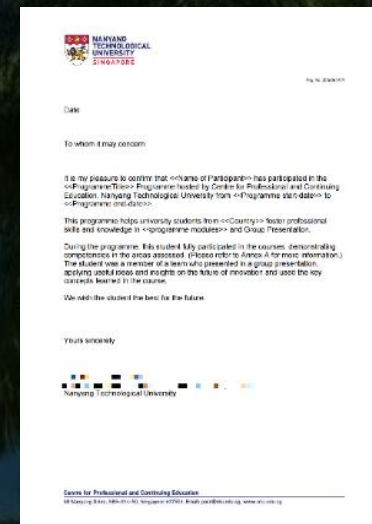 NANYANG
TECHNOLOGICAL
UNIVERSITY
SINGAPORE
Date
To whom it may concern
It is my pleasure to confirm that <<Name of Participant>> has participated in the
<<ProgrammeTitle>> Programme hosted by Centre for Professional and Continuing
Education, Nanyang Technological University from <<Programme start-date>> to
<<Programme end-date>>.
This programme helps university students from <<Country>> foster professional
skills and knowledge in <<programme modules>> and Group Presentation.
During the programme, this student fully participated in the courses, demonstrating
competencies in the areas assessed. (Please refer to Annex A for more information.)
The student was a member of a team who presented in a group presentation,
applying useful ideas and insights on the future of innovation and used the key
concepts learned in the course.
We wish the student the best for the future.
Yours sincerely
Nanyang Technological University
Centre for Professional and Continuing Education